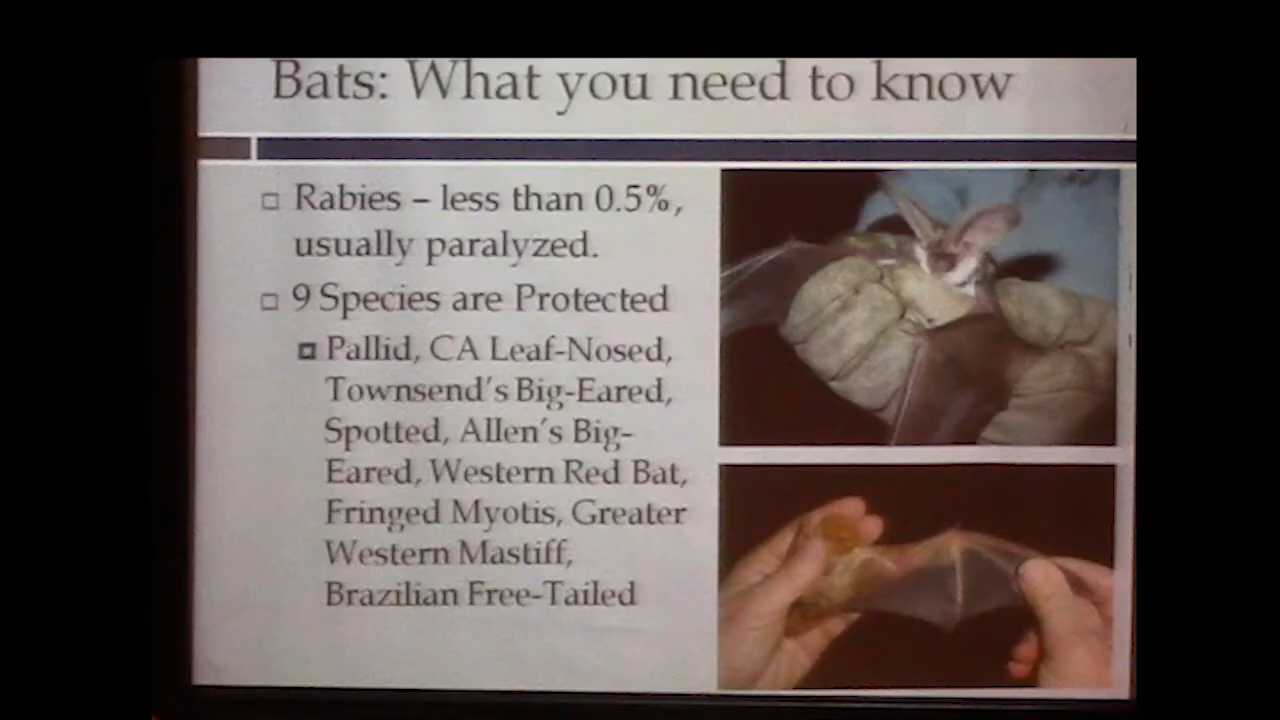 Bats: What you need to know
Rabies – less than 0.5%,
usually paralyzed.
9 Species are Protected
Pallid, CA Leaf-Nosed,
Townsend's Big-Eared,
Spotted, Allen's Big-
Eared, Western Red Bat,
Fringed Myotis, Greater
Western Mastiff,
Brazilian Free-Tailed